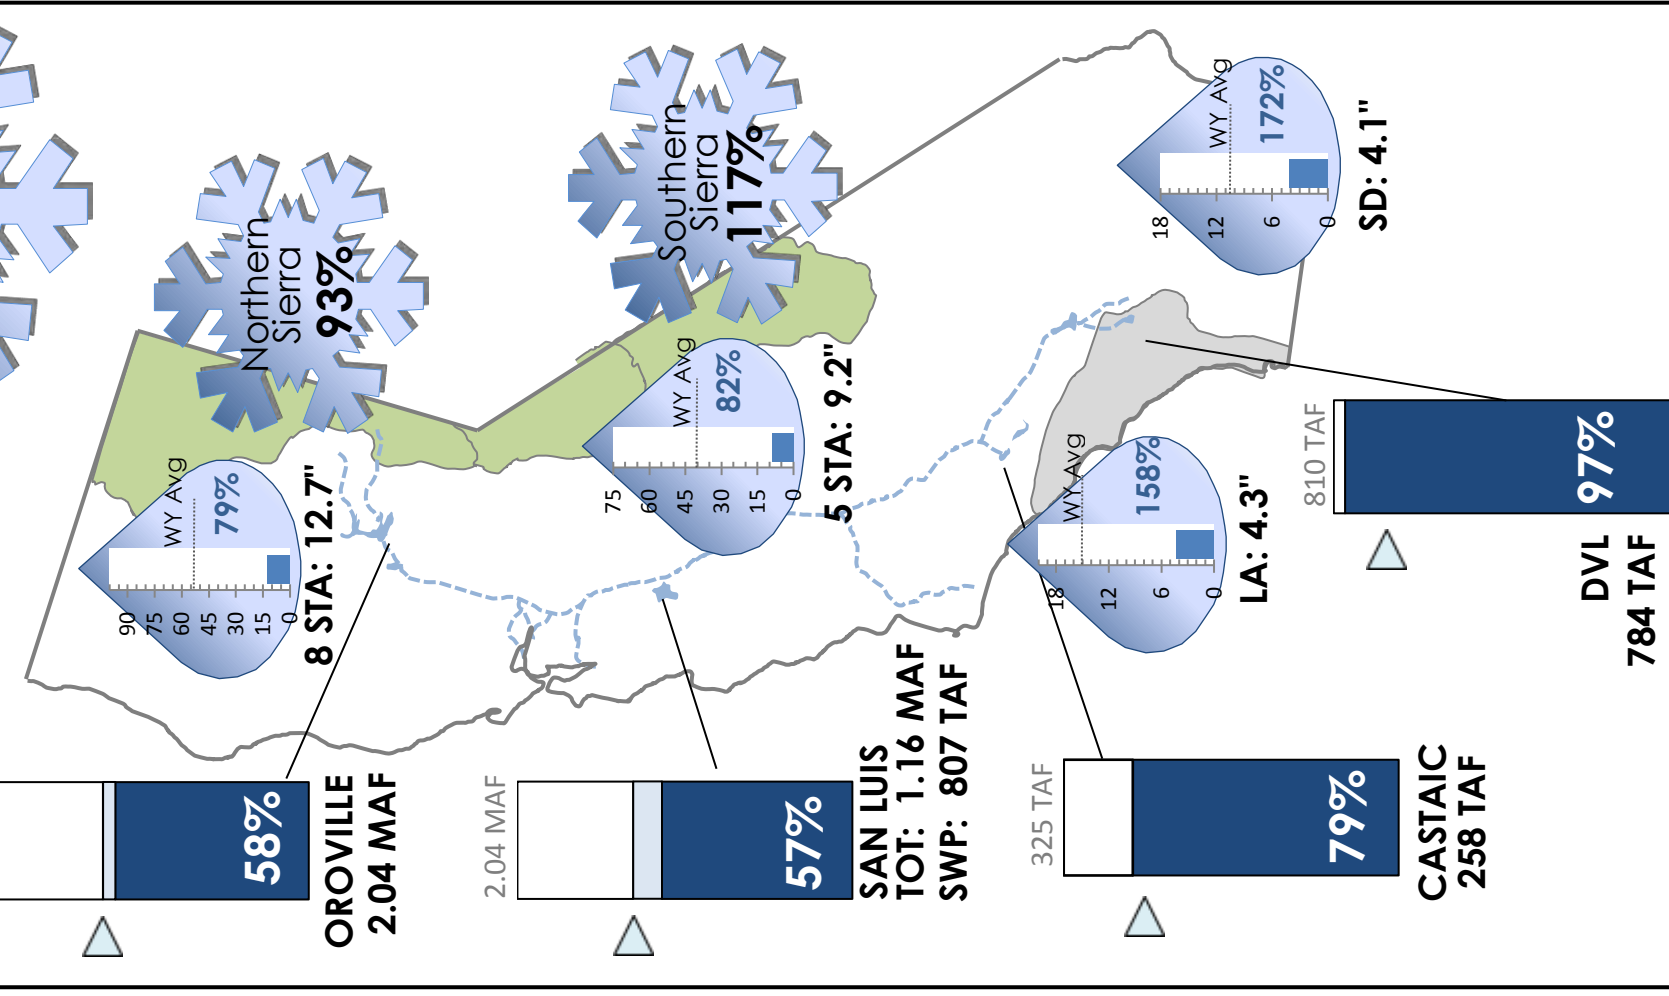 Northern
Sierra
93%
Southern
Sierra
117%
WY Avg
79%
90
75
60
45
30
15
0
8 STA: 12.7"
WY Avg
82%
75
60
45
30
15
0
5 STA: 9.2"
WY Avg
172%
18
12
6
0
SD: 4.1"
WY Avg
158%
18
12
6
0
LA: 4.3"
58%
OROVILLE
2.04 MAF
2.04 MAF
57%
SAN LUIS
TOT: 1.16 MAF
SWP: 807 TAF
325 TAF
79%
CASTAIC
258 TAF
810 TAF
97%
DVL
784 TAF